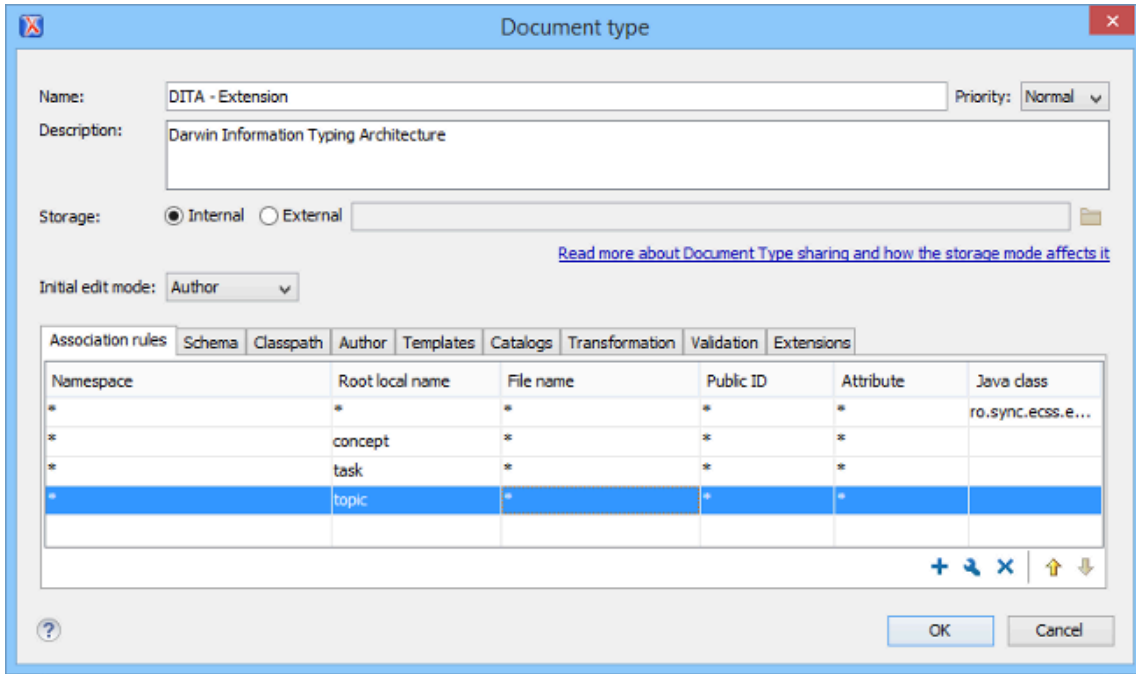 Document type
Name: DITA - Extension Priority: Normal
Description: Darwin Information Typing Architecture
Storage: Internal External
Read more about Document Type sharing and how the storage mode affects it
Initial edit mode: Author
Association rules Schema Classpath Author Templates Catalogs Transformation Validation Extensions
Namespace Root local name File name Public ID Attribute Java class
* * * * * ro.sync.ecss.e...
* concept * * *
* task * * *
* topic * * *
? OK Cancel